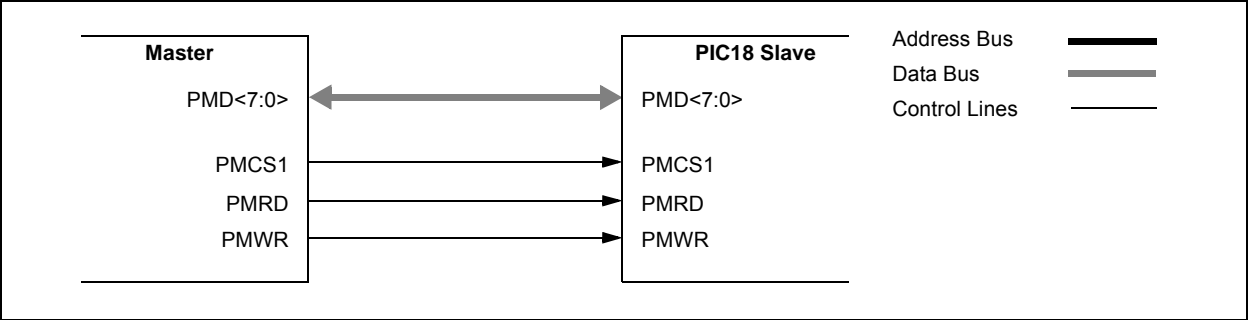 Master
PMD<7:0>
PMCS1
PMRD
PMWR
PIC18 Slave
PMD<7:0>
PMCS1
PMRD
PMWR
Address Bus
Data Bus
Control Lines